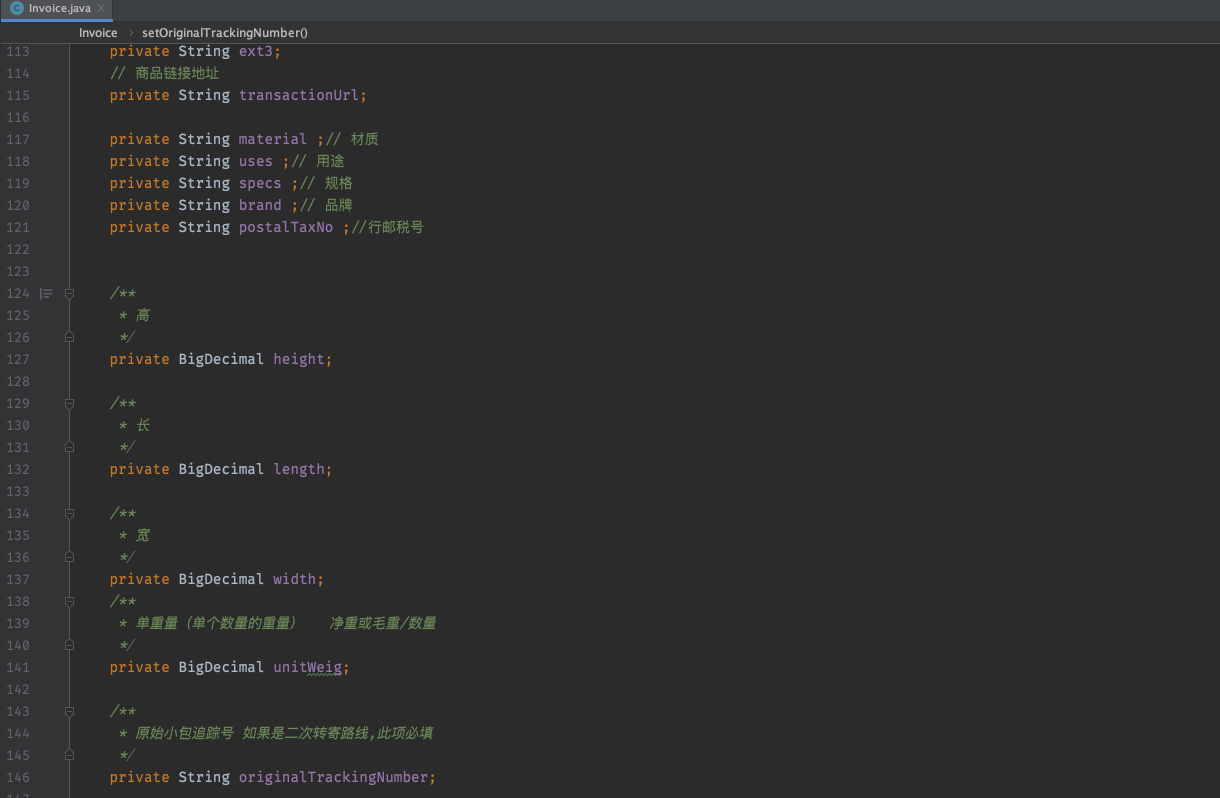 Invoice.java
Invoice › setOriginalTrackingNumber()
113 private String ext3;
114 // 商品链接地址
115 private String transactionUrl;
116
117 private String material ;// 材质
118 private String uses ;// 用途
119 private String specs ;// 规格
120 private String brand ;// 品牌
121 private String postalTaxNo ;//行邮税号
122
123
124 /**
125 * 高
126 */
127 private BigDecimal height;
128
129 /**
130 * 长
131 */
132 private BigDecimal length;
133
134 /**
135 * 宽
136 */
137 private BigDecimal width;
138 /**
139 * 单重量（单个数量的重量） 净重或毛重/数量
140 */
141 private BigDecimal unitWeig;
142
143 /**
144 * 原始小包追踪号 如果是二次转寄路线,此项必填
145 */
146 private String originalTrackingNumber;